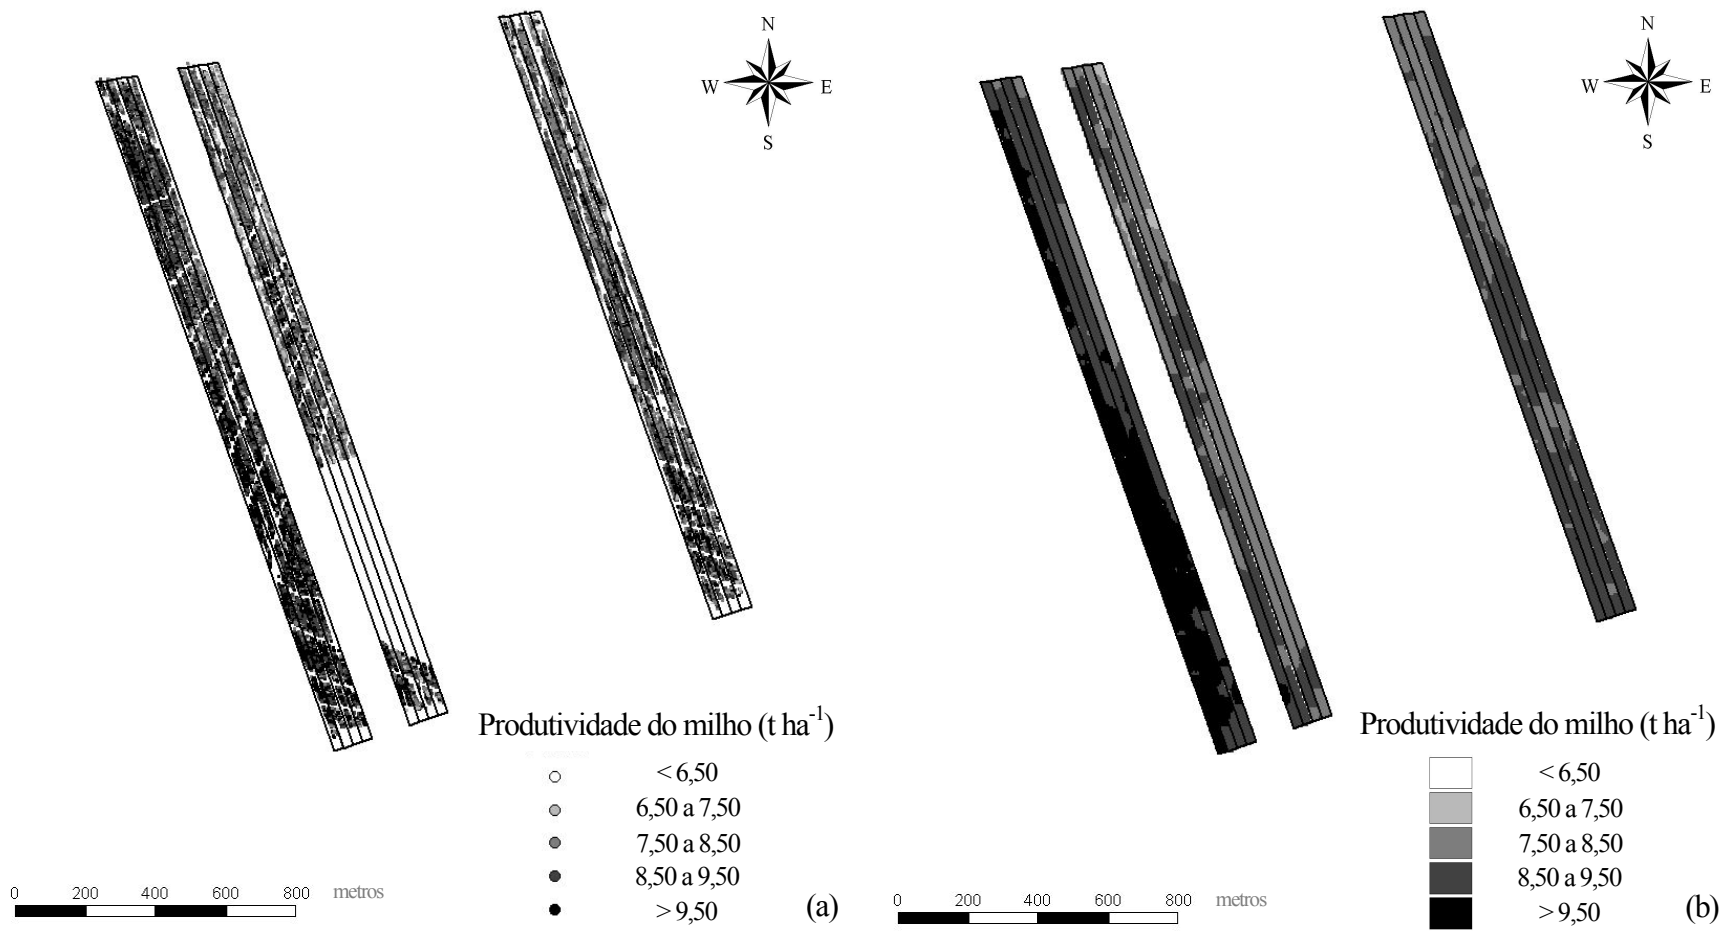 N
W E
S
Produtividade do milho (t ha-1)
< 6,50
6,50 a 7,50
7,50 a 8,50
8,50 a 9,50
> 9,50
0 200 400 600 800 metros
(a)
N
W E
S
Produtividade do milho (t ha-1)
< 6,50
6,50 a 7,50
7,50 a 8,50
8,50 a 9,50
> 9,50
0 200 400 600 800 metros
(b)